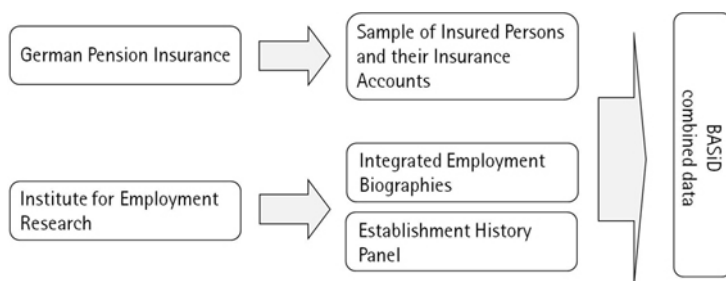 German Pension Insurance
Sample of Insured Persons
and their Insurance
Accounts
Institute for Employment
Research
Integrated Employment
Biographies
Establishment History
Panel
BASiD
combined data